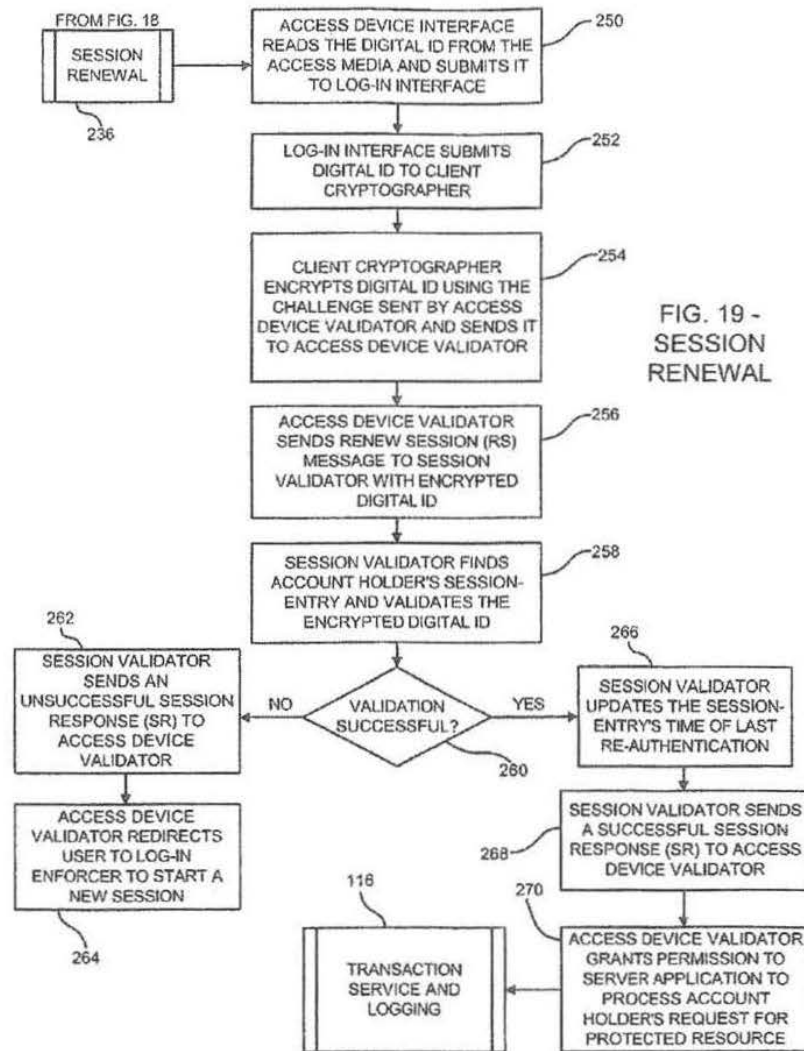 FROM FIG. 18
SESSION
RENEWAL
236
ACCESS DEVICE INTERFACE
READS THE DIGITAL ID FROM THE
ACCESS MEDIA AND SUBMITS IT
TO LOG-IN INTERFACE
250
LOG-IN INTERFACE SUBMITS
DIGITAL ID TO CLIENT
CRYPTOGRAPHER
252
CLIENT CRYPTOGRAPHER
ENCRYPTS DIGITAL ID USING THE
CHALLENGE SENT BY ACCESS
DEVICE VALIDATOR AND SENDS IT
TO ACCESS DEVICE VALIDATOR
254
FIG. 19 -
SESSION
RENEWAL
ACCESS DEVICE VALIDATOR
SENDS RENEW SESSION (RS)
MESSAGE TO SESSION
VALIDATOR WITH ENCRYPTED
DIGITAL ID
256
SESSION VALIDATOR FINDS
ACCOUNT HOLDER'S SESSION-
ENTRY AND VALIDATES THE
ENCRYPTED DIGITAL ID
258
VALIDATION
SUCCESSFUL?
260
NO
YES
262
SESSION VALIDATOR
SENDS AN
UNSUCCESSFUL SESSION
RESPONSE (SR) TO
ACCESS DEVICE
VALIDATOR
ACCESS DEVICE
VALIDATOR REDIRECTS
USER TO LOG-IN
ENFORCER TO START A
NEW SESSION
264
266
SESSION VALIDATOR
UPDATES THE SESSION-
ENTRY'S TIME OF LAST
RE-AUTHENTICATION
SESSION VALIDATOR SENDS
A SUCCESSFUL SESSION
RESPONSE (SR) TO ACCESS
DEVICE VALIDATOR
268
270
ACCESS DEVICE VALIDATOR
GRANTS PERMISSION TO
SERVER APPLICATION TO
PROCESS ACCOUNT
HOLDER'S REQUEST FOR
PROTECTED RESOURCE
116
TRANSACTION
SERVICE AND
LOGGING